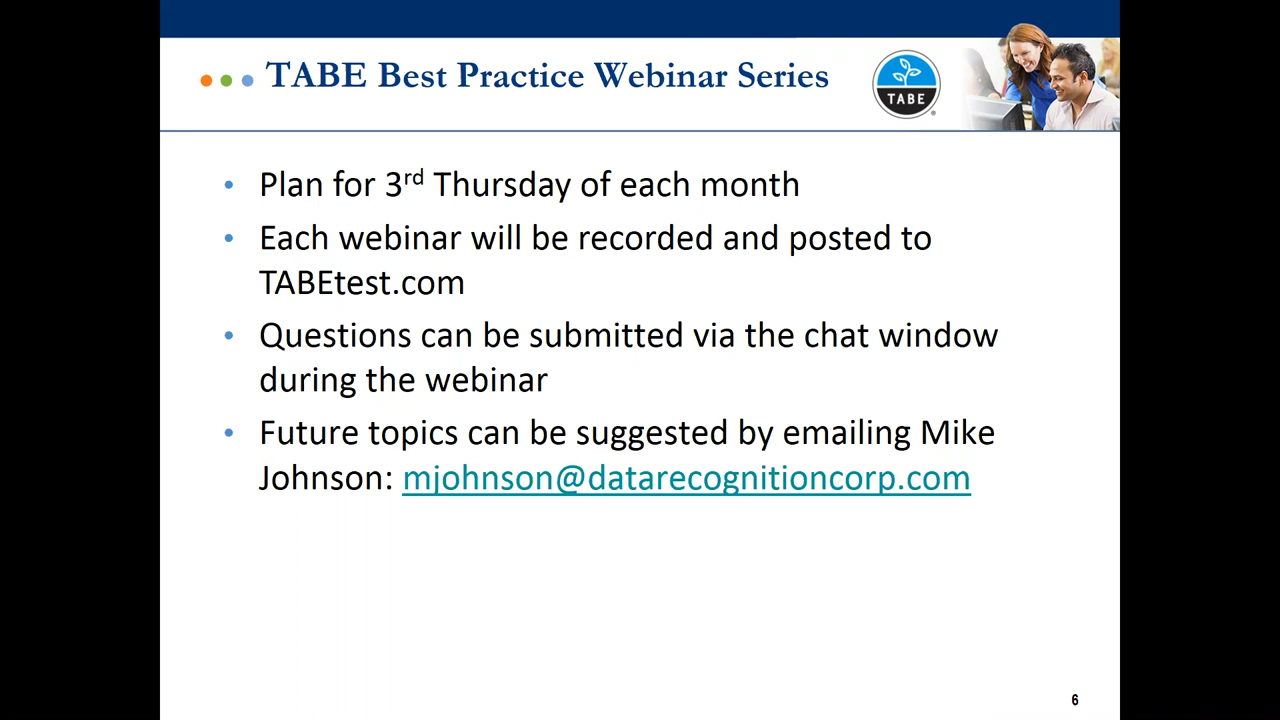 TABE Best Practice Webinar Series
TABE
®
• Plan for 3rd Thursday of each month
• Each webinar will be recorded and posted to
TABEtest.com
• Questions can be submitted via the chat window
during the webinar
• Future topics can be suggested by emailing Mike
Johnson: mjohnson@datarecognitioncorp.com
6